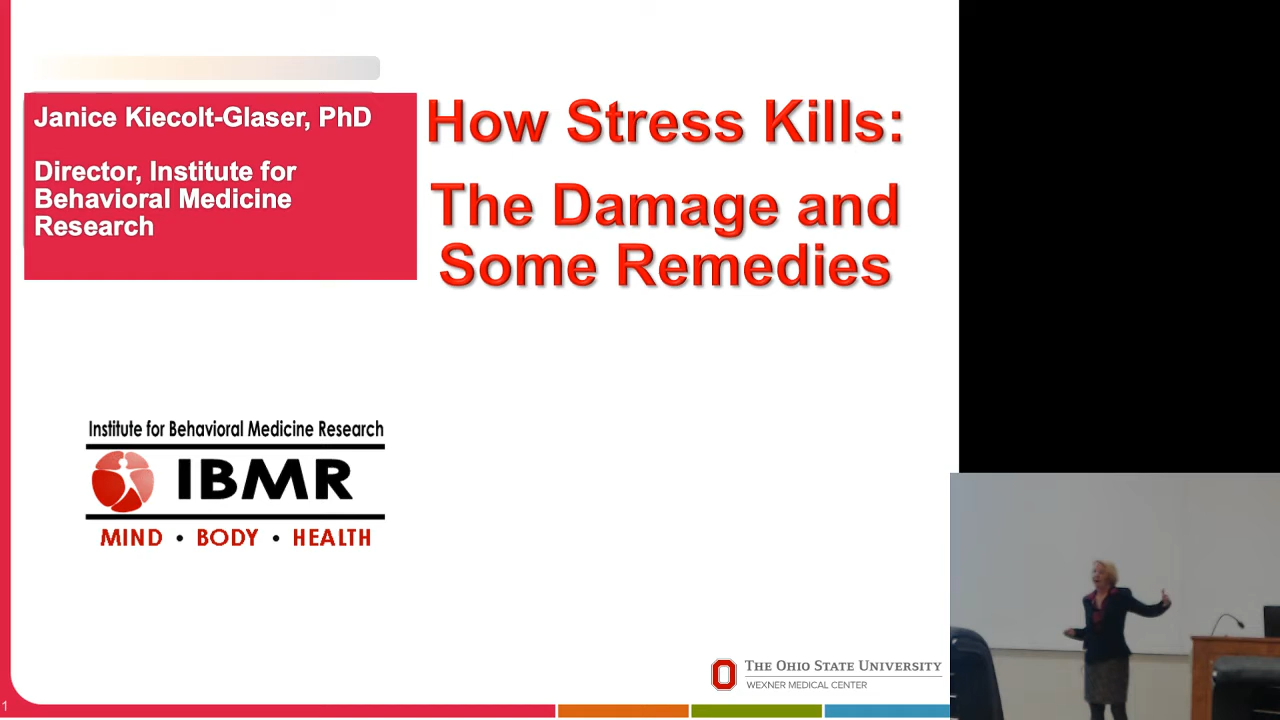 Janice Kiecolt-Glaser, PhD
Director, Institute for
Behavioral Medicine
Research
How Stress Kills:
The Damage and
Some Remedies
Institute for Behavioral Medicine Research
IBMR
MIND • BODY • HEALTH
THE OHIO STATE UNIVERSITY
WEXNER MEDICAL CENTER
1